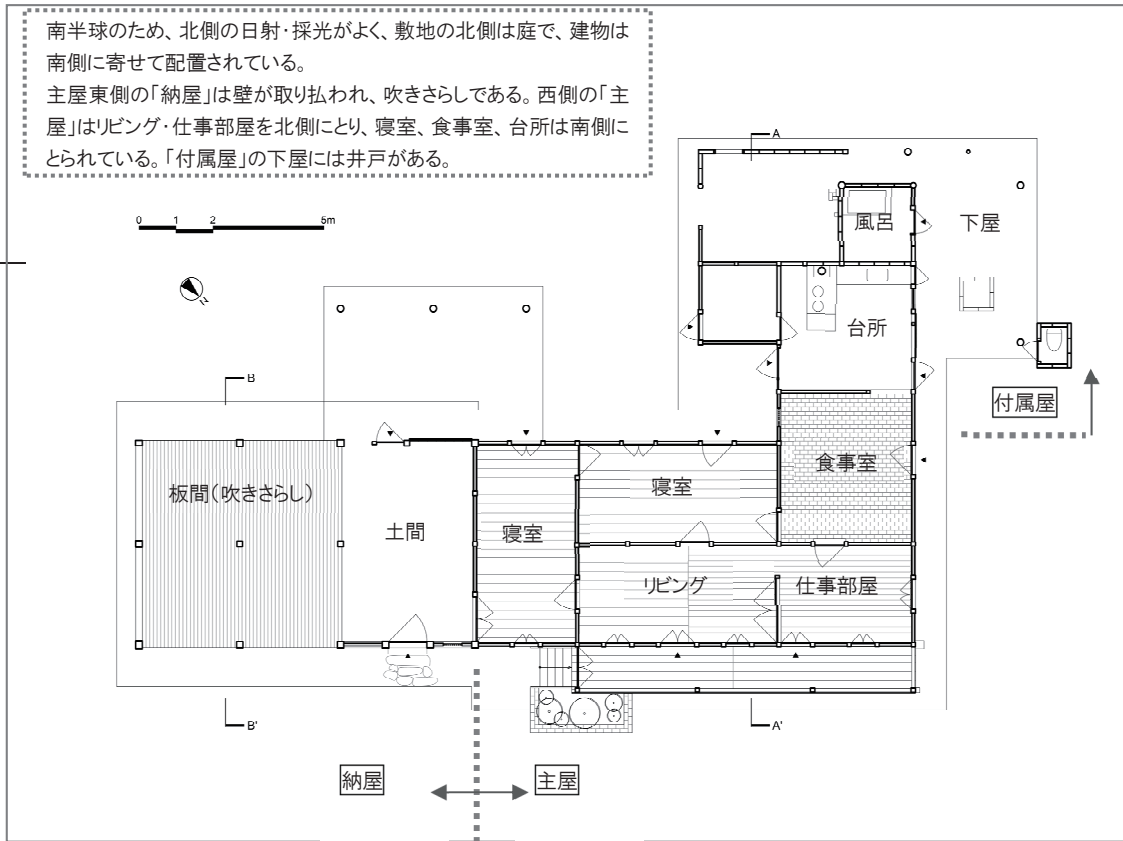 南半球のため、北側の日射・採光がよく、敷地の北側は庭で、建物は
南側に寄せて配置されている。
主屋東側の「納屋」は壁が取り払われ、吹きさらしである。西側の「主
屋」はリビング・仕事部屋を北側にとり、寝室、食事室、台所は南側に
とられている。「付属屋」の下屋には井戸がある。
A
0 1 2 5m
風呂
下屋
N
台所
B
付属屋
板間(吹きさらし)
食事室
寝室
土間
寝室
リビング
仕事部屋
B'
A'
納屋
主屋